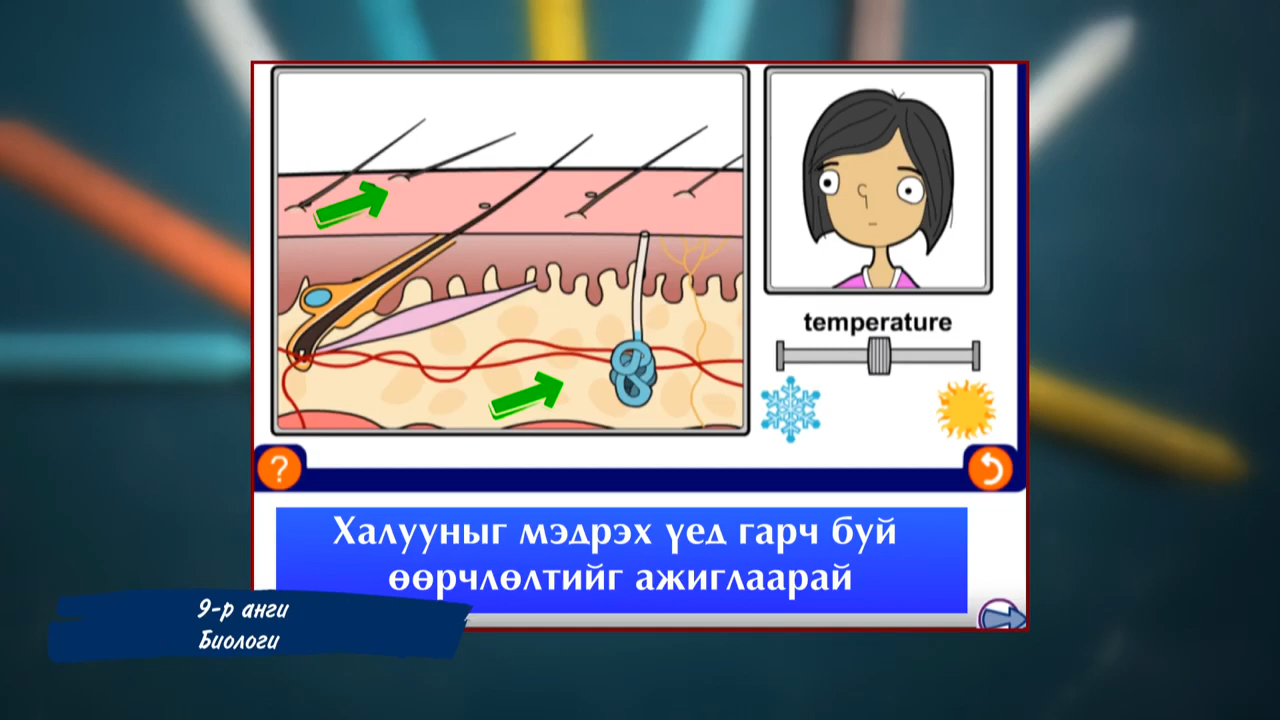 temperature
?
Халууныг мэдрэх үед гарч буй
өөрчлөлтийг ажиглаарай
9-р анги
Биологи